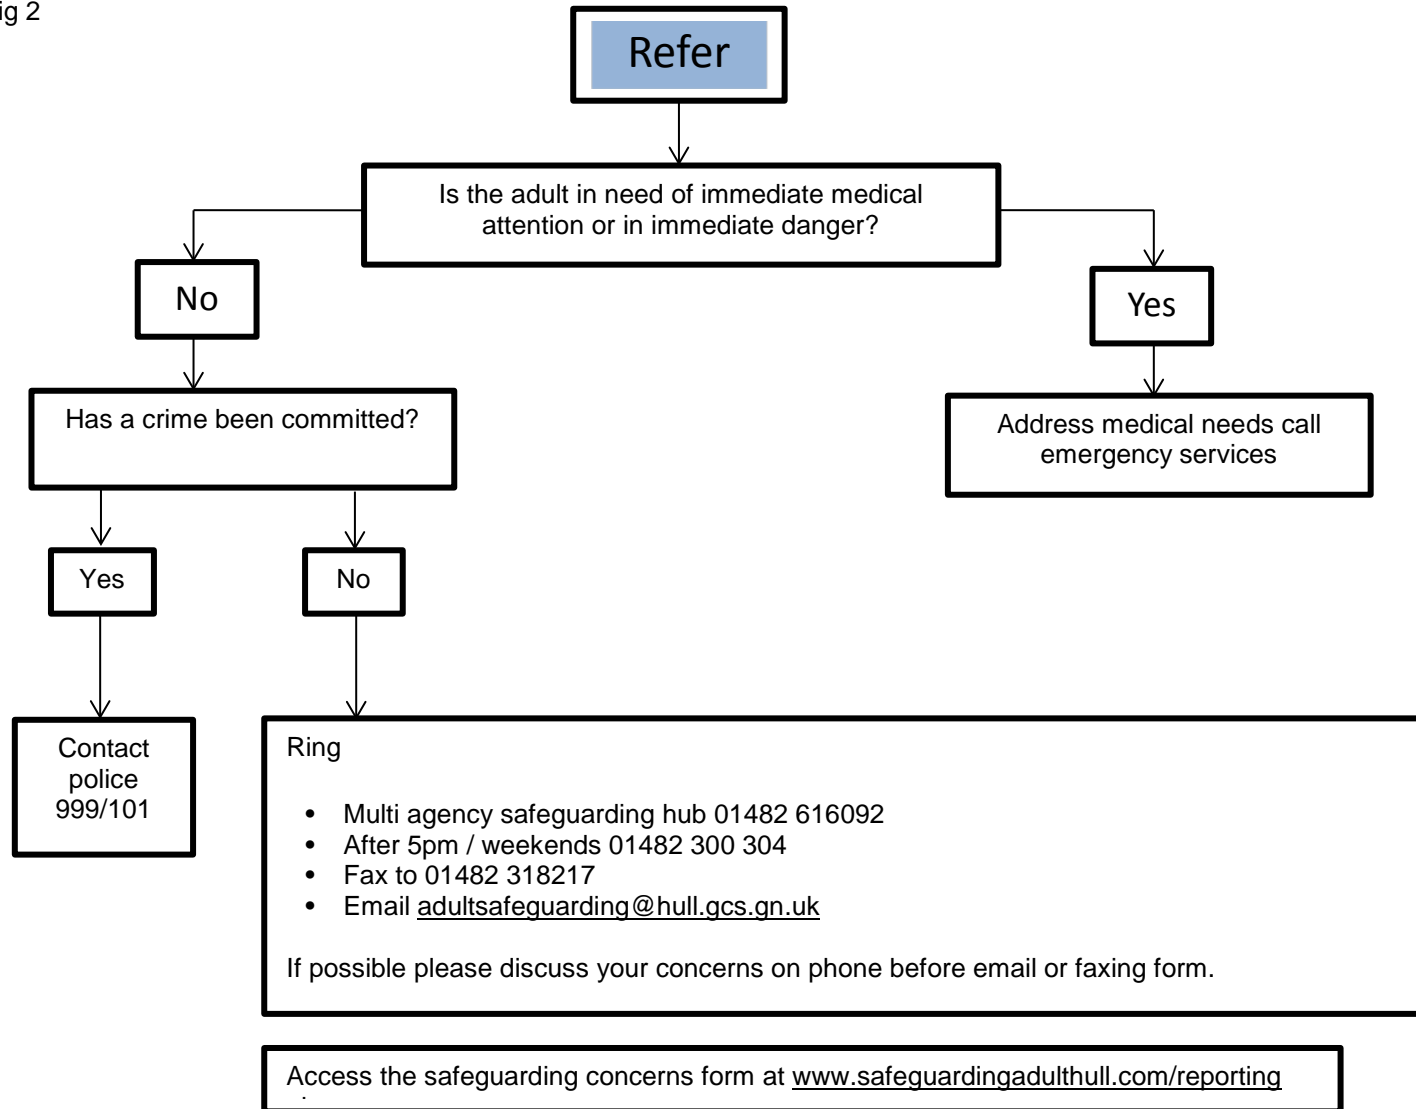 ig 2
Refer
Is the adult in need of immediate medical
attention or in immediate danger?
No
Yes
Has a crime been committed?
Address medical needs call
emergency services
Yes
No
Contact
police
999/101
Ring
• Multi agency safeguarding hub 01482 616092
• After 5pm / weekends 01482 300 304
• Fax to 01482 318217
• Email adultsafeguarding@hull.gcs.gn.uk
If possible please discuss your concerns on phone before email or faxing form.
Access the safeguarding concerns form at www.safeguardingadulthull.com/reporting